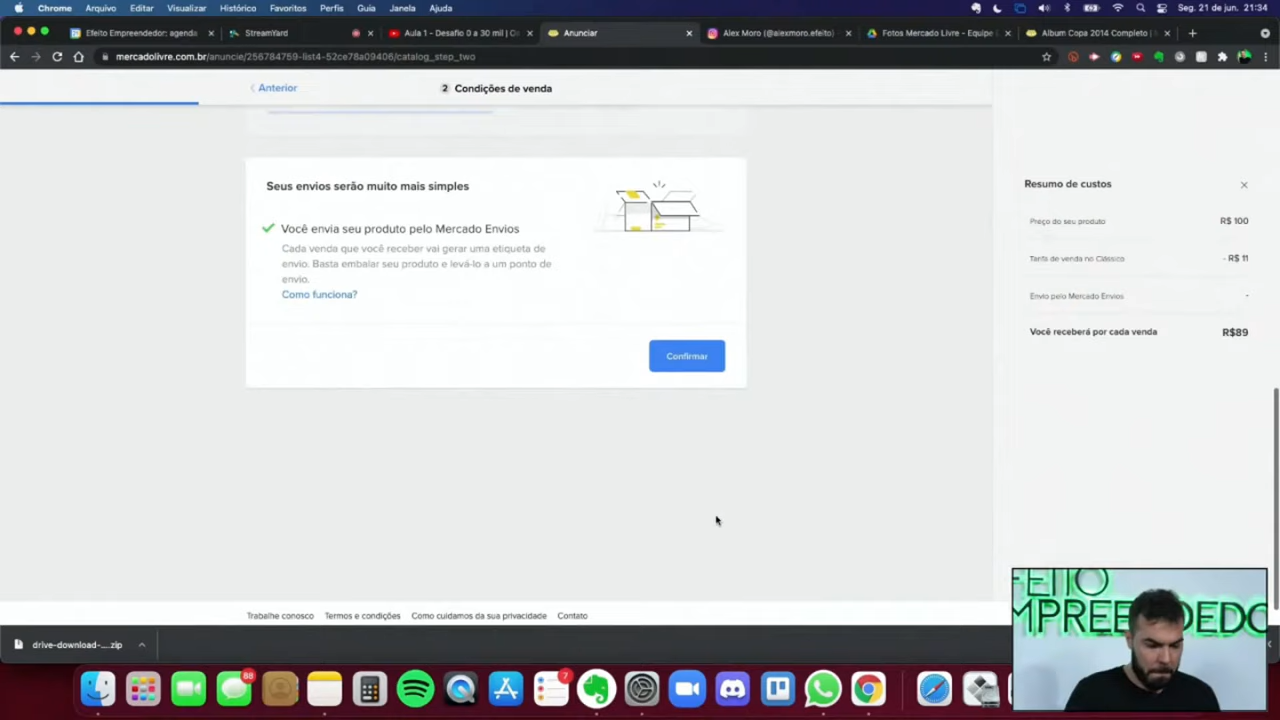 Chrome Arquivo Editar Visualizar Histórico Favoritos Perfis Guia Janela Ajuda Seg. 21 de jun. 21:34
Efeito Empreendedor: agenda StreamYard Aula 1 - Desafio 0 a 30 mil | C Anunciar Alex Moro (@alexmoro.efeito) Fotos Mercado Livre - Equipe Album Copa 2014 Completo | M
mercadolivre.com.br/anuncie/256784759-list4-52ce78a09406/catalog_step_two
Anterior
2 Condições de venda
Seus envios serão muito mais simples
Você envia seu produto pelo Mercado Envios
Cada venda que você receber vai gerar uma etiqueta de
envio. Basta embalar seu produto e levá-lo a um ponto de
envio.
Como funciona?
Confirmar
Resumo de custos
Preço do seu produto R$ 100
Tarifa de venda no Clássico - R$ 11
Envio pelo Mercado Envios -
Você receberá por cada venda R$89
Trabalhe conosco Termos e condições Como cuidamos da sua privacidade Contato
drive-download-....zip
88
7
FEITO
MPREENDEDO